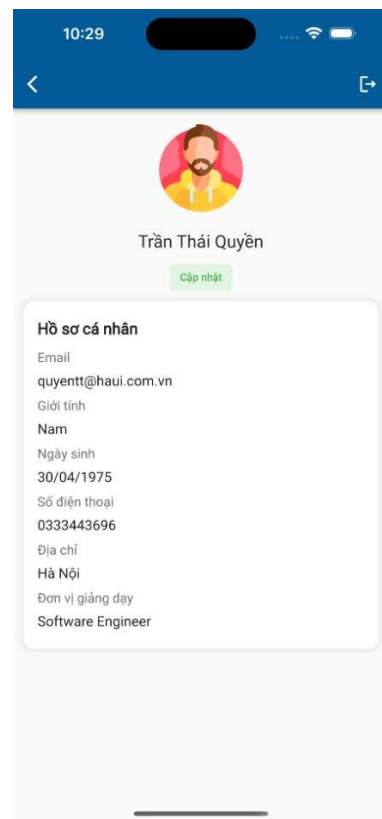 10:29
Trần Thái Quyền
Cập nhật
Hồ sơ cá nhân
Email
quyentt@haui.com.vn
Giới tính
Nam
Ngày sinh
30/04/1975
Số điện thoại
0333443696
Địa chỉ
Hà Nội
Đơn vị giảng dạy
Software Engineer